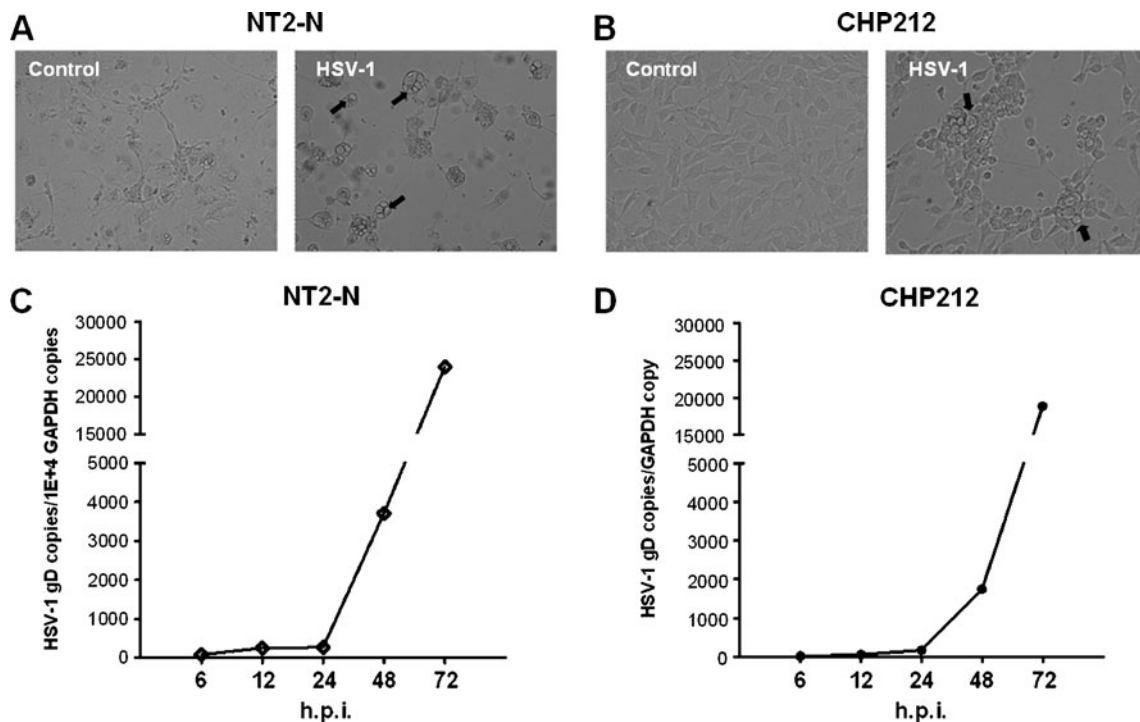 A
NT2-N
Control
HSV-1
B
CHP212
Control
HSV-1
C
NT2-N
HSV-1 gD copies/1E+4 GAPDH copies
30000
25000
20000
15000
5000
4000
3000
2000
1000
0
6 12 24 48 72
h.p.i.
D
CHP212
HSV-1 gD copies/GAPDH copy
30000
25000
20000
15000
5000
4000
3000
2000
1000
0
6 12 24 48 72
h.p.i.